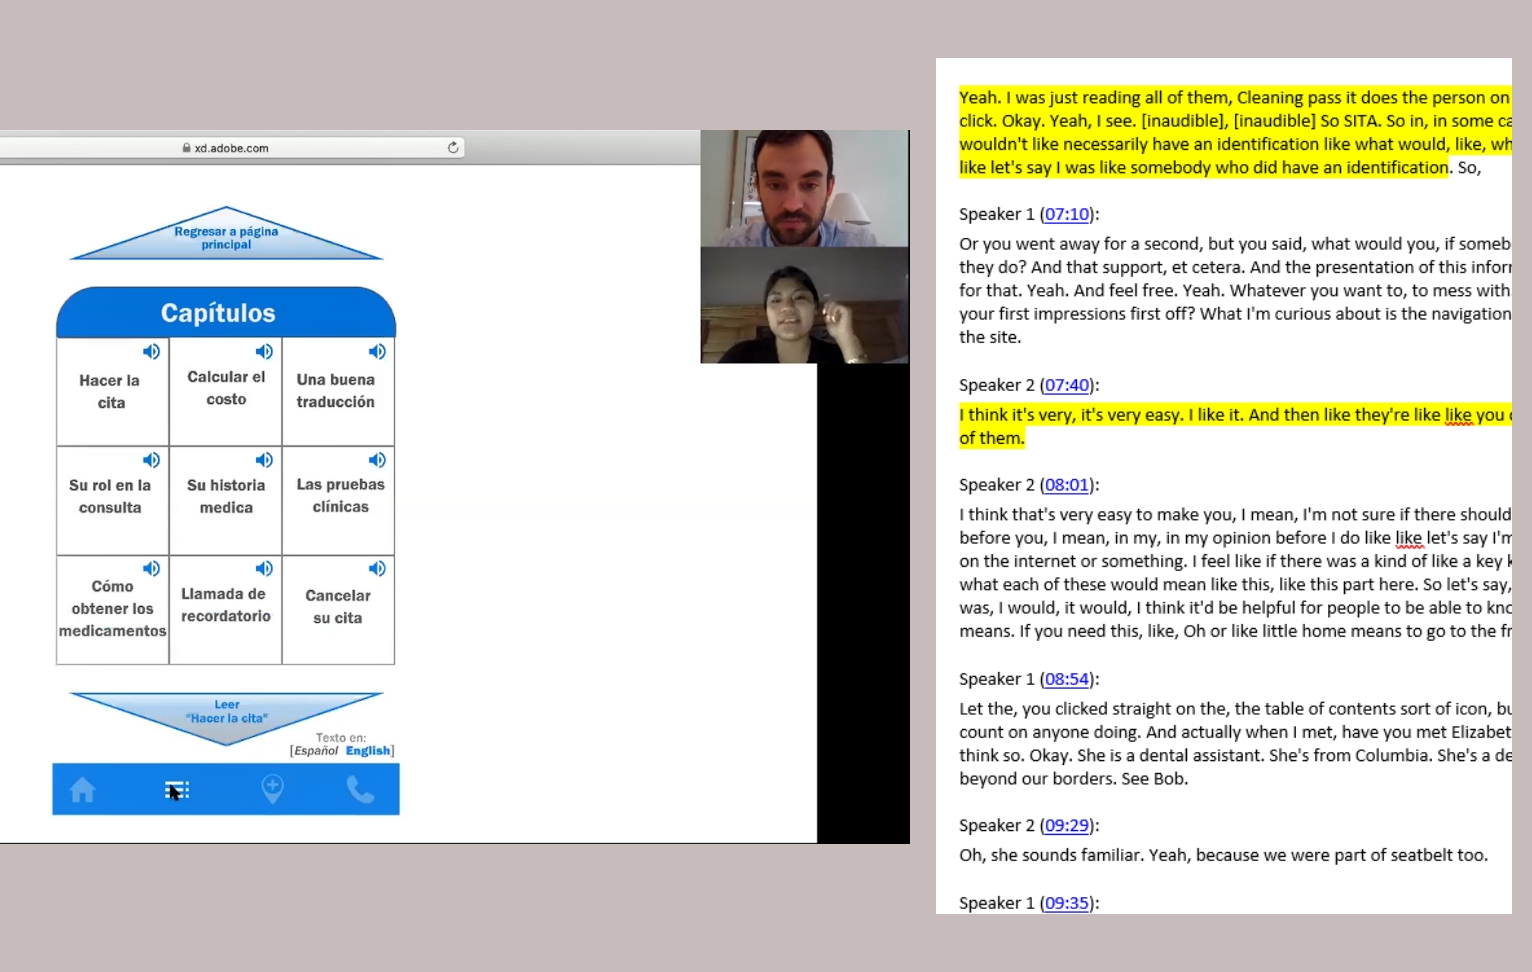 xd.adobe.com
Regresar a página
principal
Capítulos
Hacer la
cita
Calcular el
costo
Una buena
traducción
Su rol en la
consulta
Su historia
medica
Las pruebas
clínicas
Cómo
obtener los
medicamentos
Llamada de
recordatorio
Cancelar
su cita
Leer
"Hacer la cita"
Texto en:
[Español English]
Yeah. I was just reading all of them, Cleaning pass it does the person on
click. Okay. Yeah, I see. [inaudible], [inaudible] So SITA. So in, in some ca
wouldn't like necessarily have an identification like what would, like, wh
like let's say I was like somebody who did have an identification. So,
Speaker 1 (07:10):
Or you went away for a second, but you said, what would you, if someb
they do? And that support, et cetera. And the presentation of this infor
for that. Yeah. And feel free. Yeah. Whatever you want to, to mess with
your first impressions first off? What I'm curious about is the navigation
the site.
Speaker 2 (07:40):
I think it's very, it's very easy. I like it. And then like they're like like you
of them.
Speaker 2 (08:01):
I think that's very easy to make you, I mean, I'm not sure if there should
before you, I mean, in my, in my opinion before I do like like let's say I'm
on the internet or something. I feel like if there was a kind of like a key k
what each of these would mean like this, like this part here. So let's say,
was, I would, it would, I think it'd be helpful for people to be able to kno
means. If you need this, like, Oh or like little home means to go to the fr
Speaker 1 (08:54):
Let the, you clicked straight on the, the table of contents sort of icon, bu
count on anyone doing. And actually when I met, have you met Elizabet
think so. Okay. She is a dental assistant. She's from Columbia. She's a de
beyond our borders. See Bob.
Speaker 2 (09:29):
Oh, she sounds familiar. Yeah, because we were part of seatbelt too.
Speaker 1 (09:35):